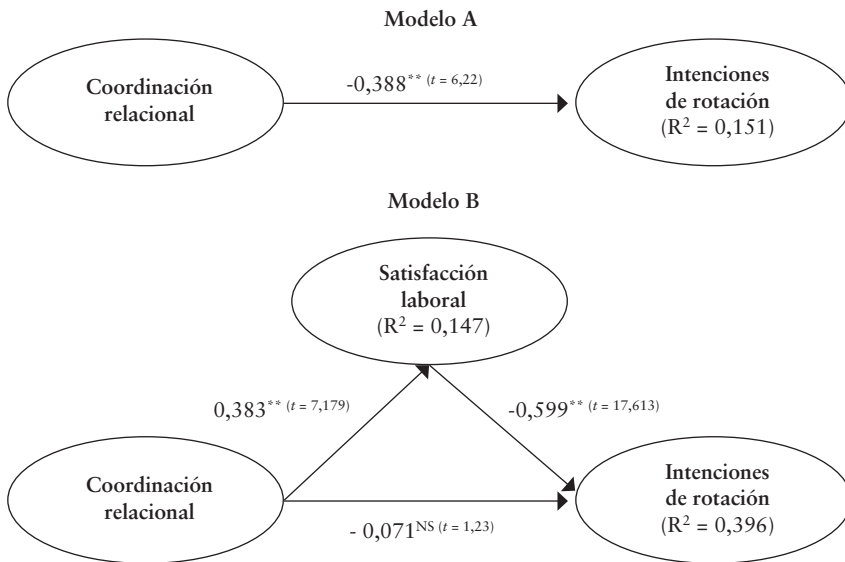 Modelo A
Coordinación
relacional
-0,388** (t = 6,22)
Intenciones
de rotación
(R² = 0,151)
Modelo B
Satisfacción
laboral
(R² = 0,147)
0,383** (t = 7,179)
-0,599** (t = 17,613)
Coordinación
relacional
- 0,071NS (t = 1,23)
Intenciones
de rotación
(R² = 0,396)